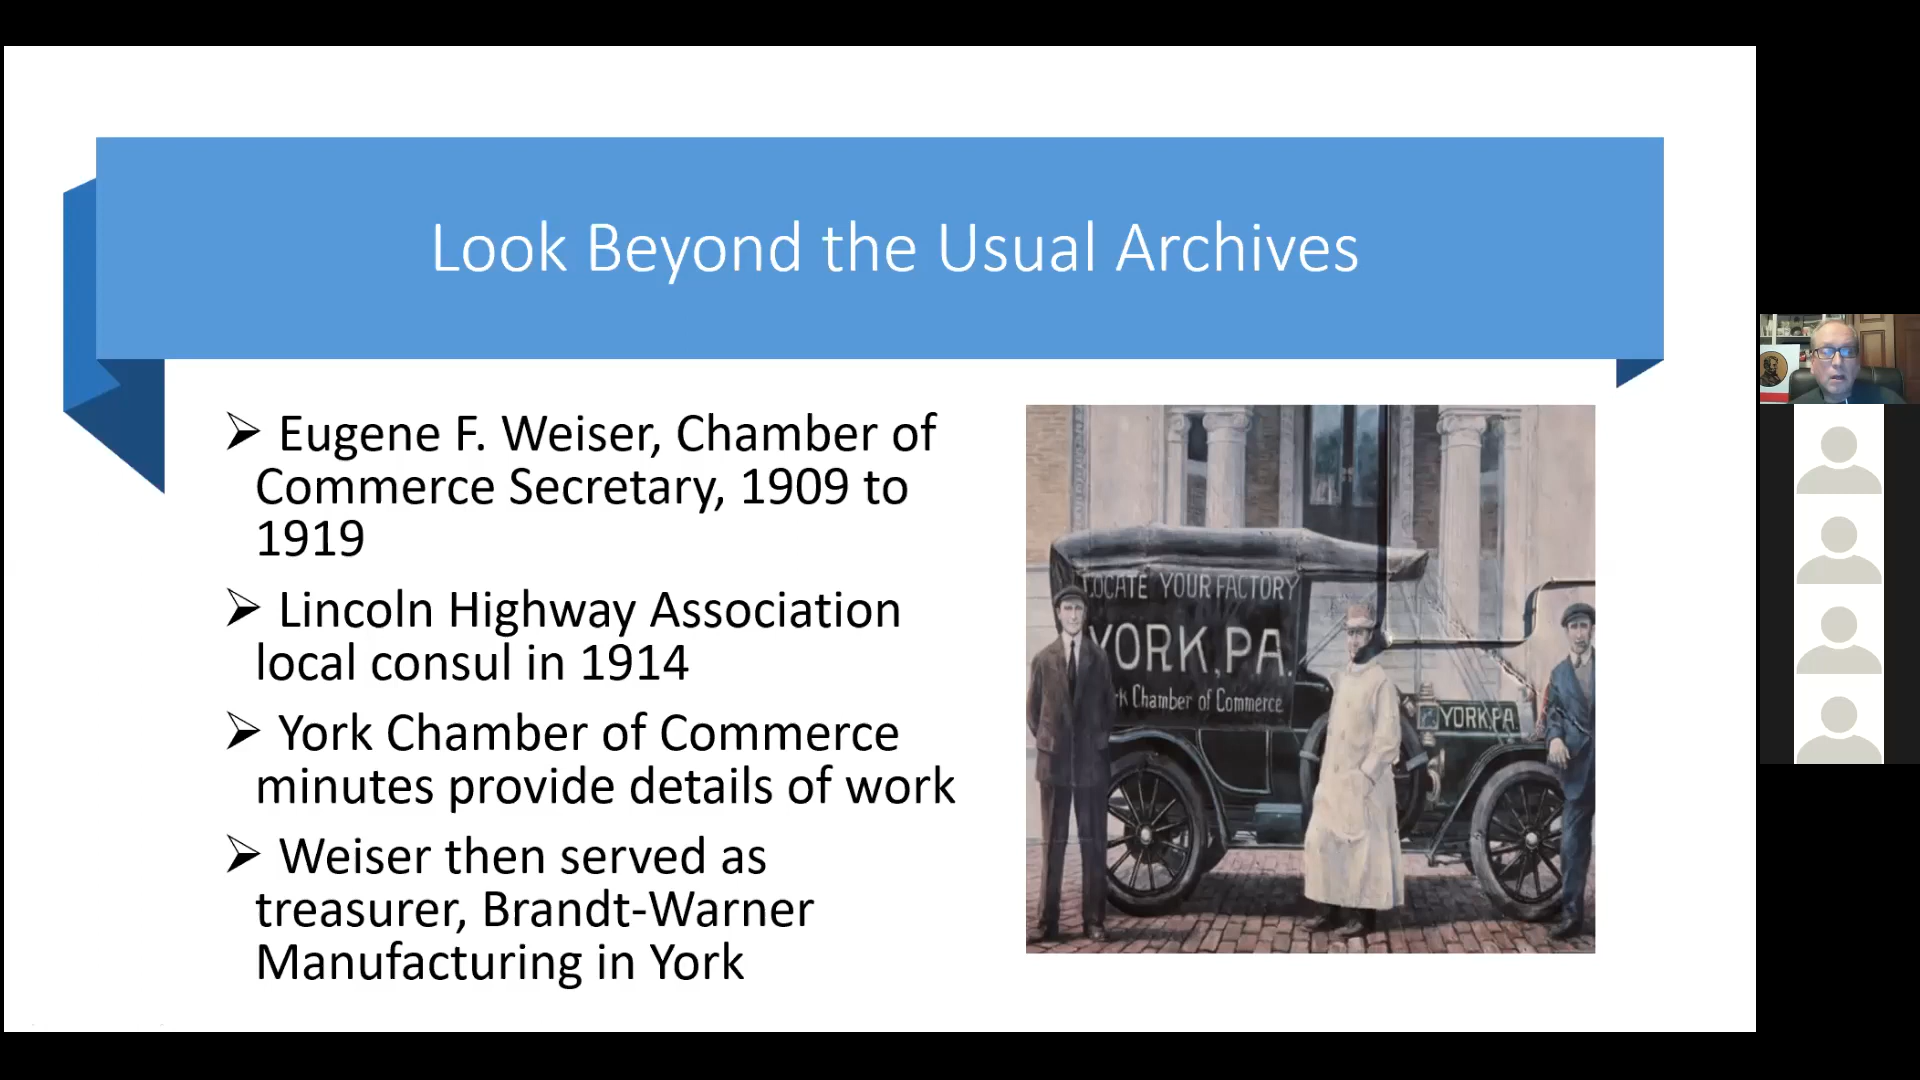 Look Beyond the Usual Archives
Eugene F. Weiser, Chamber of
Commerce Secretary, 1909 to
1919
Lincoln Highway Association
local consul in 1914
York Chamber of Commerce
minutes provide details of work
Weiser then served as
treasurer, Brandt-Warner
Manufacturing in York
LOCATE YOUR FACTORY
YORK, PA.
rk Chamber of Commerce
YORK, PA.